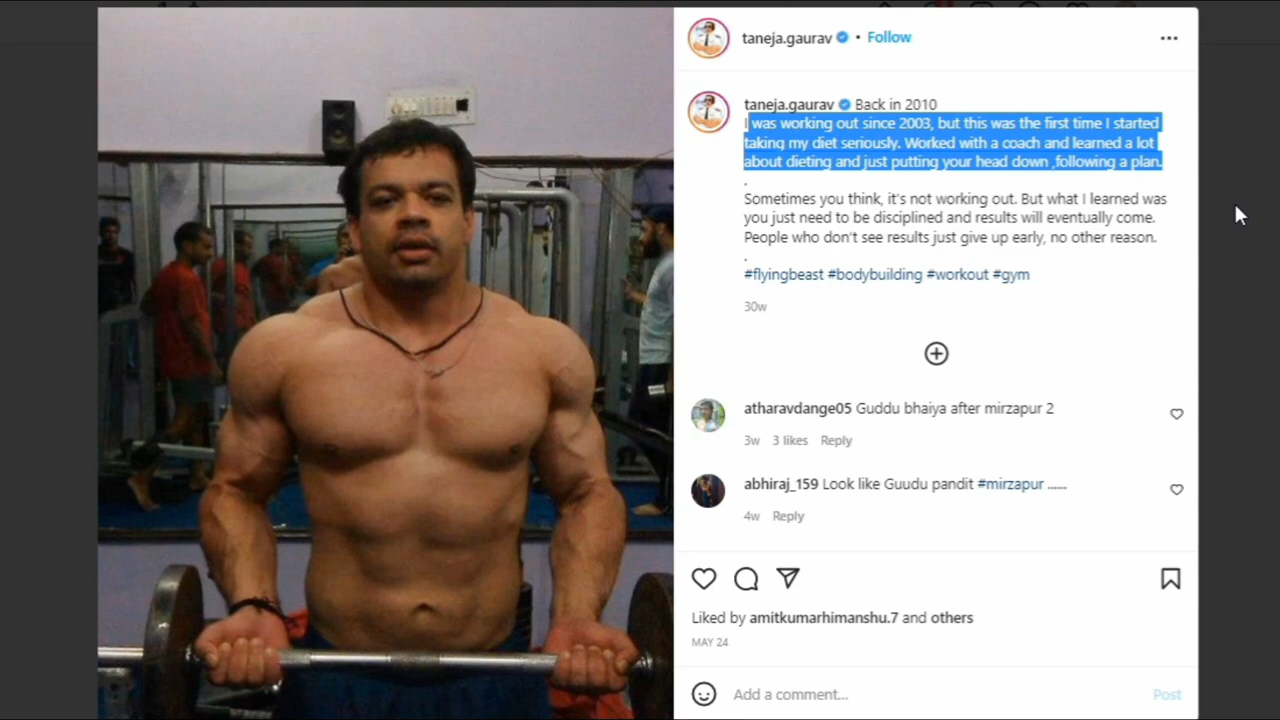 taneja.gaurav • Follow
taneja.gaurav Back in 2010
I was working out since 2003, but this was the first time I started
taking my diet seriously. Worked with a coach and learned a lot
about dieting and just putting your head down ,following a plan.
.
Sometimes you think, it's not working out. But what I learned was
you just need to be disciplined and results will eventually come.
People who don't see results just give up early, no other reason.
.
#flyingbeast #bodybuilding #workout #gym
30w
atharavdange05 Guddu bhaiya after mirzapur 2
3w 3 likes Reply
abhiraj_159 Look like Guudu pandit #mirzapur ......
4w Reply
Liked by amitkumarhimanshu.7 and others
MAY 24
Add a comment... Post